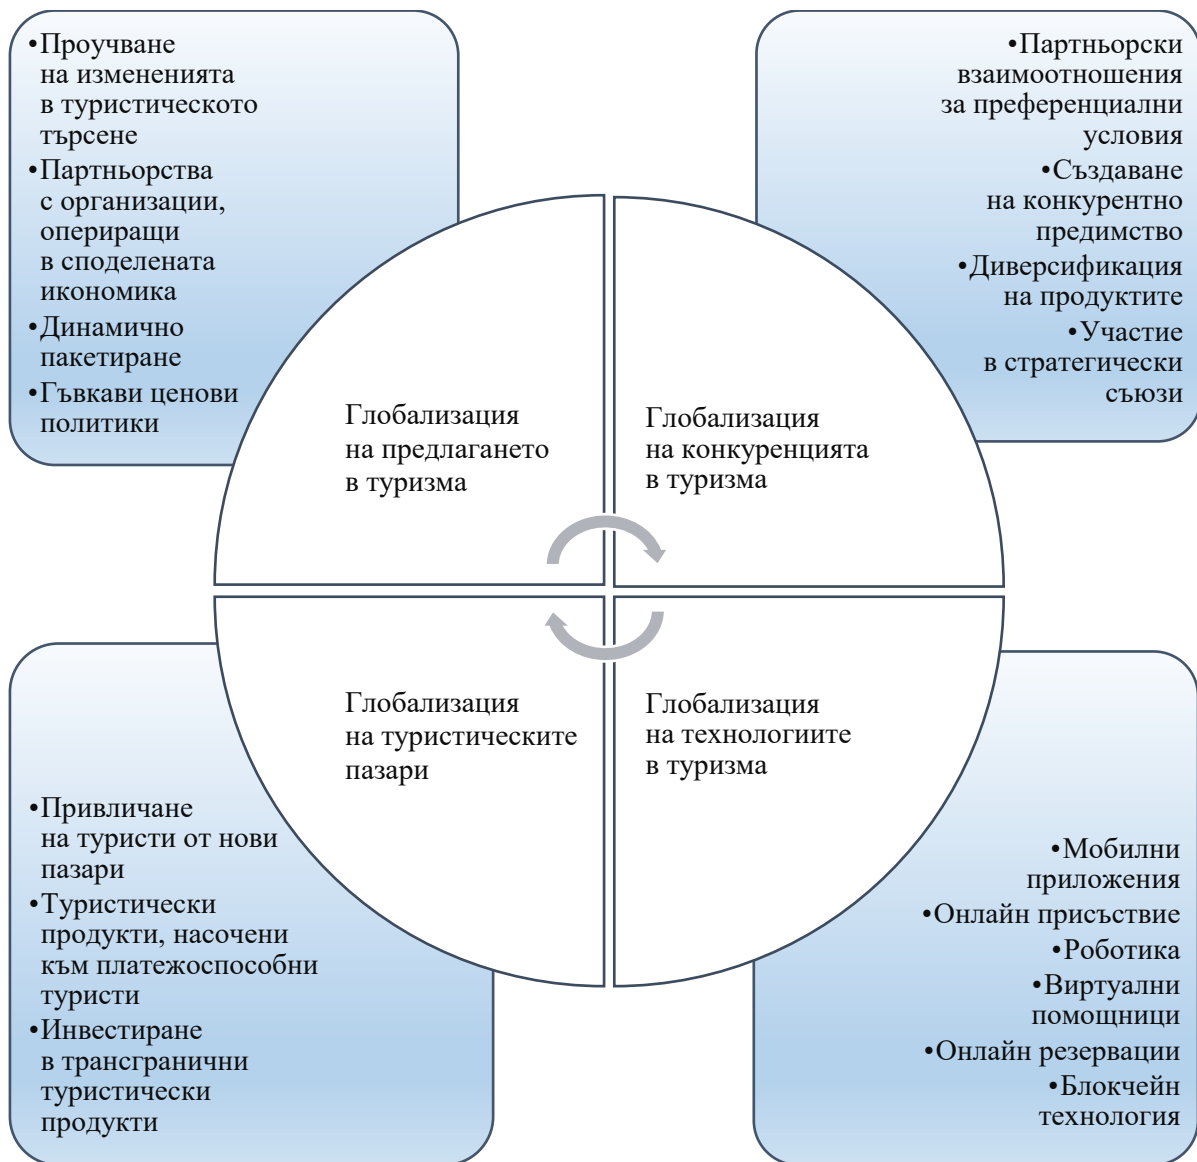 •Проучване
на измененията
в туристическото
търсене
•Партньорства
с организации,
опериращи
в споделената
икономика
•Динамично
пакетиране
•Гъвкави ценови
политики
•Партньорски
взаимоотношения
за преференциални
условия
•Създаване
на конкурентно
предимство
•Диверсификация
на продуктите
•Участие
в стратегически
съюзи
Глобализация
на предлагането
в туризма
Глобализация
на конкуренцията
в туризма
Глобализация
на туристическите
пазари
Глобализация
на технологиите
в туризма
•Привличане
на туристи от нови
пазари
•Туристически
продукти, насочени
към платежоспособни
туристи
•Инвестиране
в трансгранични
туристически
продукти
•Мобилни
приложения
•Онлайн присъствие
•Роботика
•Виртуални
помощници
•Онлайн резервации
•Блокчейн
технология